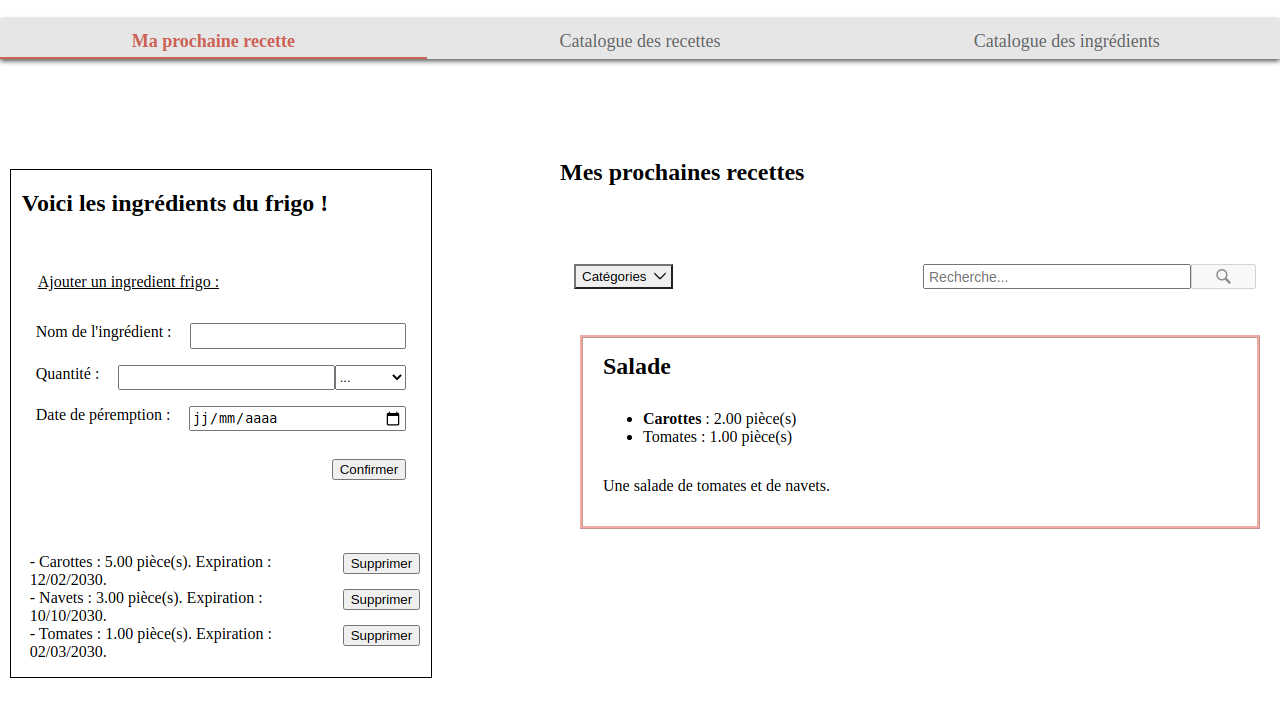 Ma prochaine recette
Catalogue des recettes
Catalogue des ingrédients
Voici les ingrédients du frigo !
Ajouter un ingredient frigo :
Nom de l'ingrédient :
Quantité :
...
Date de péremption :
jj/mm/aaaa
Confirmer
- Carottes : 5.00 pièce(s). Expiration :
12/02/2030.
Supprimer
- Navets : 3.00 pièce(s). Expiration :
10/10/2030.
Supprimer
- Tomates : 1.00 pièce(s). Expiration :
02/03/2030.
Supprimer
Mes prochaines recettes
Catégories
Recherche...
Salade
Carottes : 2.00 pièce(s)
Tomates : 1.00 pièce(s)
Une salade de tomates et de navets.